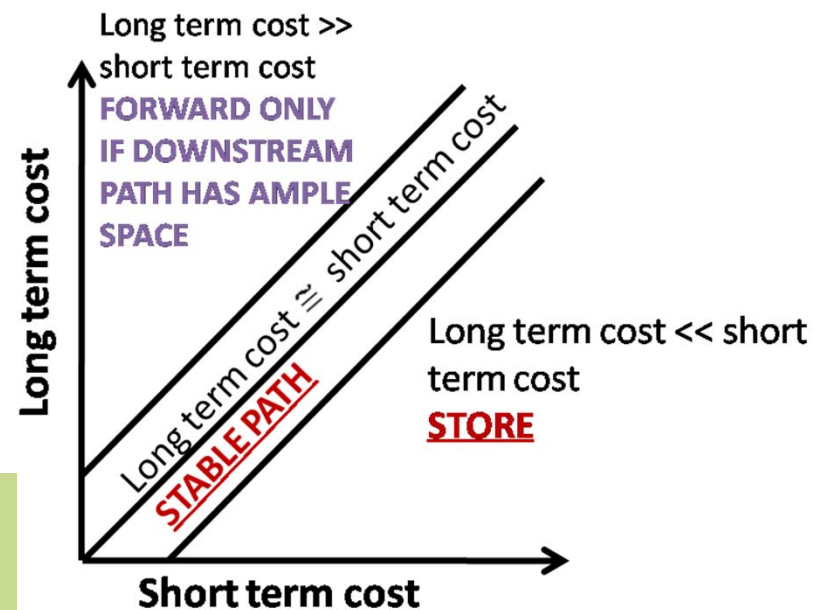 Long term cost >>
short term cost
FORWARD ONLY
IF DOWNSTREAM
PATH HAS AMPLE
SPACE
Long term cost
Long term cost ≅ short term cost
STABLE PATH
Long term cost << short
term cost
STORE
Short term cost